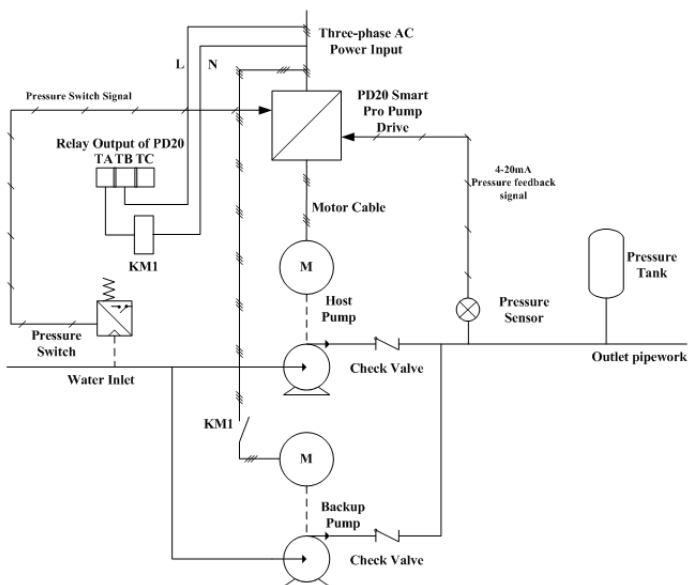 Three-phase AC
Power Input
L N
Pressure Switch Signal
PD20 Smart
Pro Pump
Drive
Relay Output of PD20
TA TB TC
4-20mA
Pressure feedback
signal
Motor Cable
KM1
M
Pressure
Tank
Host
Pump
Pressure
Sensor
Pressure
Switch
Water Inlet
Check Valve
Outlet pipework
KM1
M
Backup
Pump
Check Valve